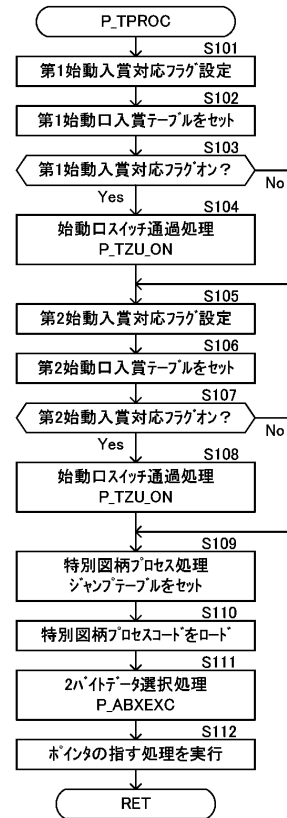 P_TPROC
S101
第1始動入賞対応フラグ設定
S102
第1始動口入賞テーブルをセット
S103
第1始動入賞対応フラグオン?
No
Yes
S104
始動口スイッチ通過処理
P_TZU_ON
S105
第2始動入賞対応フラグ設定
S106
第2始動口入賞テーブルをセット
S107
第2始動入賞対応フラグオン?
No
Yes
S108
始動口スイッチ通過処理
P_TZU_ON
S109
特別図柄プロセス処理
ジャンプテーブルをセット
S110
特別図柄プロセスコードをロード
S111
2バイトデータ選択処理
P_ABXEXC
S112
ポインタの指す処理を実行
RET